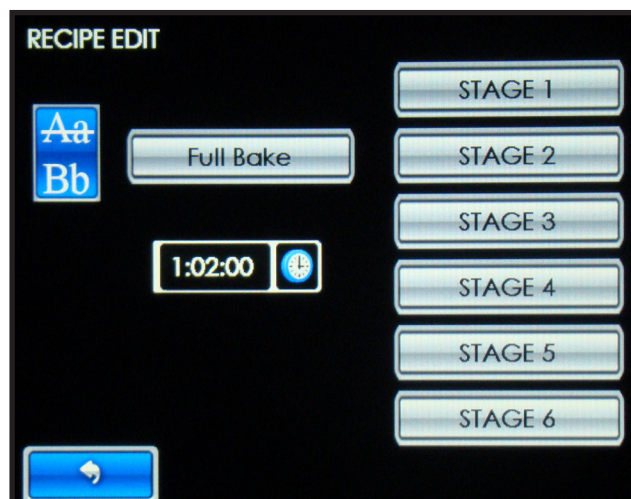 RECIPE EDIT
Aa
Bb
Full Bake
1:02:00
STAGE 1
STAGE 2
STAGE 3
STAGE 4
STAGE 5
STAGE 6